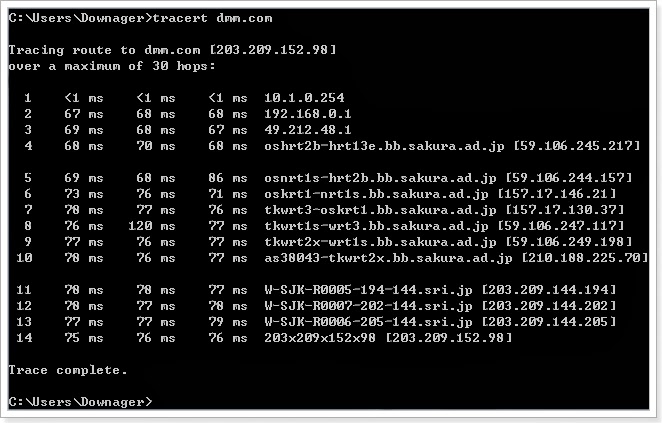 C:\Users\Downager>tracert dmm.com
Tracing route to dmm.com [203.209.152.98]
over a maximum of 30 hops:
1 <1 ms <1 ms <1 ms 10.1.0.254
2 67 ms 68 ms 68 ms 192.168.0.1
3 69 ms 68 ms 67 ms 49.212.48.1
4 68 ms 70 ms 68 ms oshrt2b-hrt13e.bb.sakura.ad.jp [59.106.245.217]
5 69 ms 68 ms 86 ms osnrt1s-hrt2b.bb.sakura.ad.jp [59.106.244.157]
6 73 ms 76 ms 71 ms oskrt1-nrt1s.bb.sakura.ad.jp [157.17.146.21]
7 78 ms 77 ms 76 ms tkwrt3-oskrt1.bb.sakura.ad.jp [157.17.130.37]
8 76 ms 120 ms 77 ms tkwrt1s-wrt3.bb.sakura.ad.jp [59.106.247.117]
9 77 ms 76 ms 77 ms tkwrt2x-wrt1s.bb.sakura.ad.jp [59.106.249.198]
10 78 ms 76 ms 77 ms as38043-tkwrt2x.bb.sakura.ad.jp [210.188.225.70]
11 78 ms 78 ms 77 ms W-SJK-R0005-194-144.sri.jp [203.209.144.194]
12 78 ms 77 ms 78 ms W-SJK-R0007-202-144.sri.jp [203.209.144.202]
13 77 ms 77 ms 79 ms W-SJK-R0006-205-144.sri.jp [203.209.144.205]
14 75 ms 76 ms 76 ms 203x209x152x98 [203.209.152.98]
Trace complete.
C:\Users\Downager>